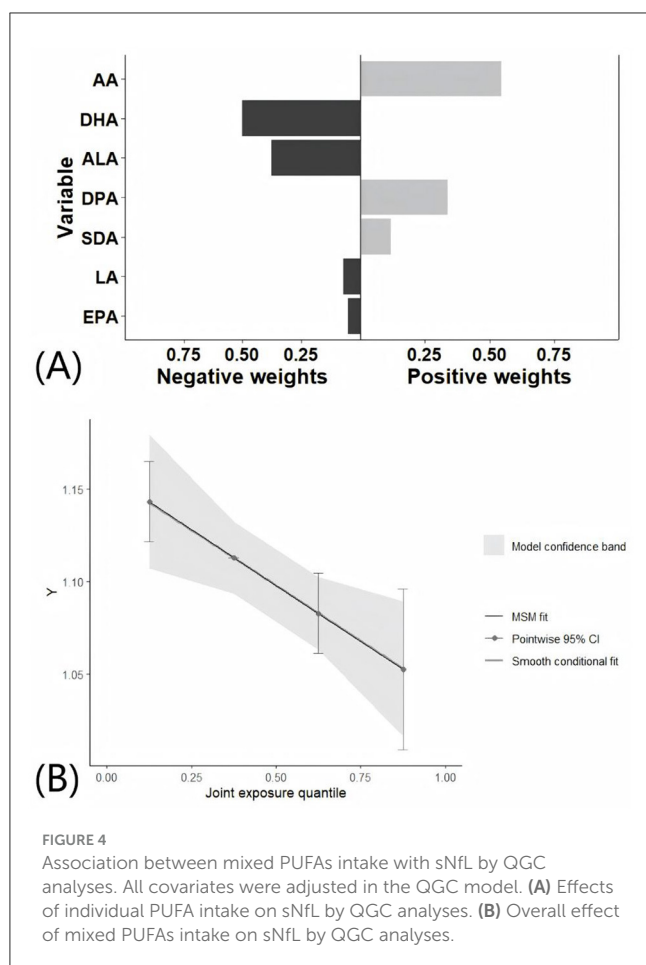 AA
DHA
ALA
DPA
SDA
LA
EPA
Variable
0.75 0.50 0.25 0.25 0.50 0.75
Negative weights Positive weights
(A)
1.15
1.10
1.05
Y
Model confidence band
MSM fit
Pointwise 95% CI
Smooth conditional fit
0.00 0.25 0.50 0.75 1.00
Joint exposure quantile
(B)
FIGURE 4
Association between mixed PUFAs intake with sNfL by QGC
analyses. All covariates were adjusted in the QGC model. (A) Effects
of individual PUFA intake on sNfL by QGC analyses. (B) Overall effect
of mixed PUFAs intake on sNfL by QGC analyses.